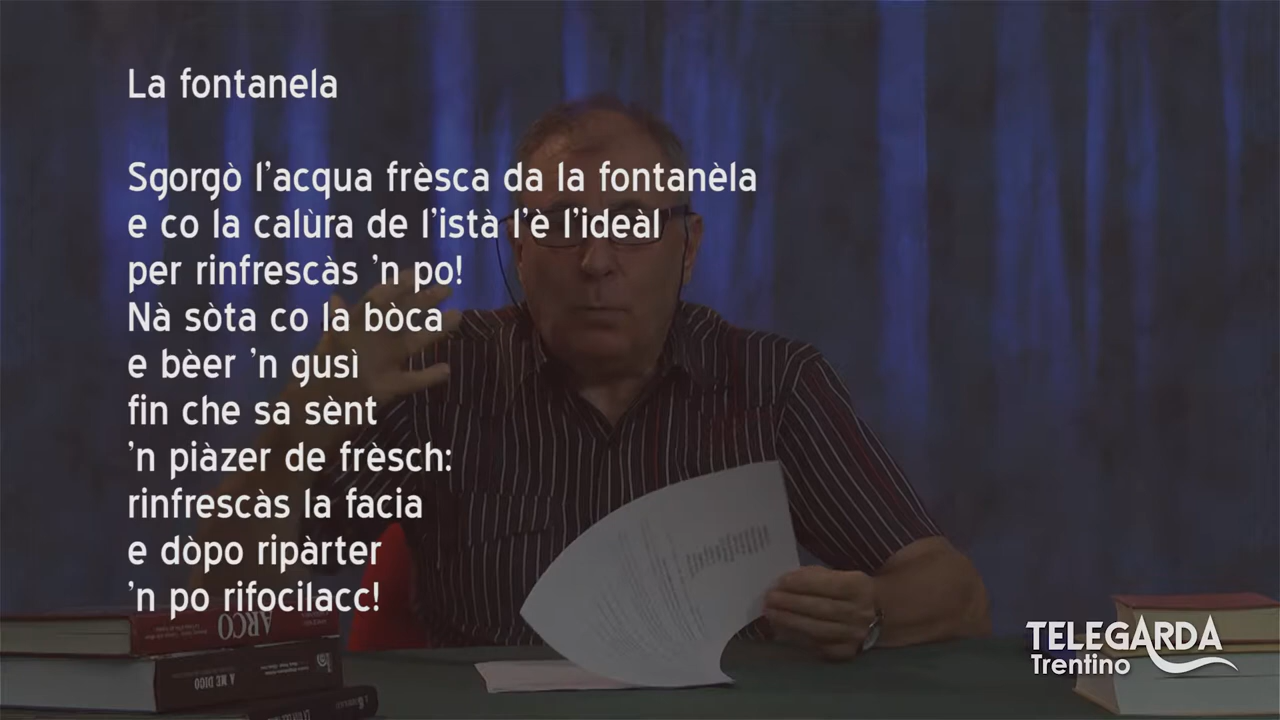 La fontanela
Sgorgò l'acqua frèsca da la fontanèla
e co la calùra de l'istà l'è l'ideàl
per rinfrescàs 'n po!
Nà sòta co la bòca
e bèer 'n gusì
fin che sa sènt
'n piàzer de frèsch:
rinfrescàs la facia
e dòpo ripàrter
'n po rifocilacc!
ARCO
A ME DIGO
TELEGARDA
Trentino